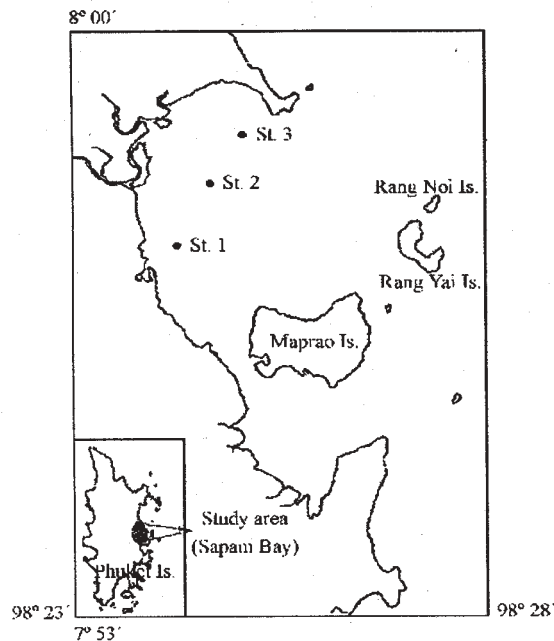 8° 00´
St. 3
St. 2
Rang Noi Is.
St. 1
Rang Yai Is.
Maprao Is.
Study area
(Sapam Bay)
Phuket Is.
98° 23´
98° 28´
7° 53´